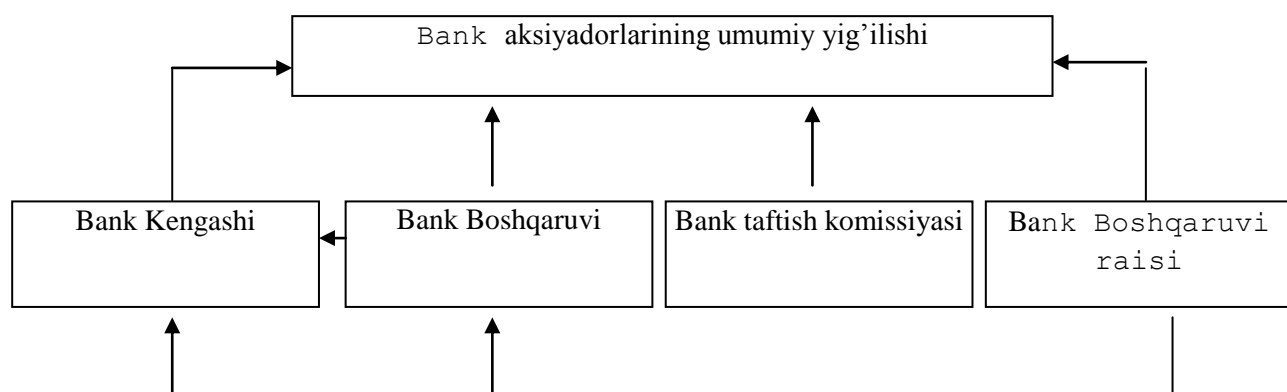 Bank aksiyadorlarining umumiy yig’ilishi
Bank Kengashi
Bank Boshqaruvi
Bank taftish komissiyasi
Bank Boshqaruvi
raisi